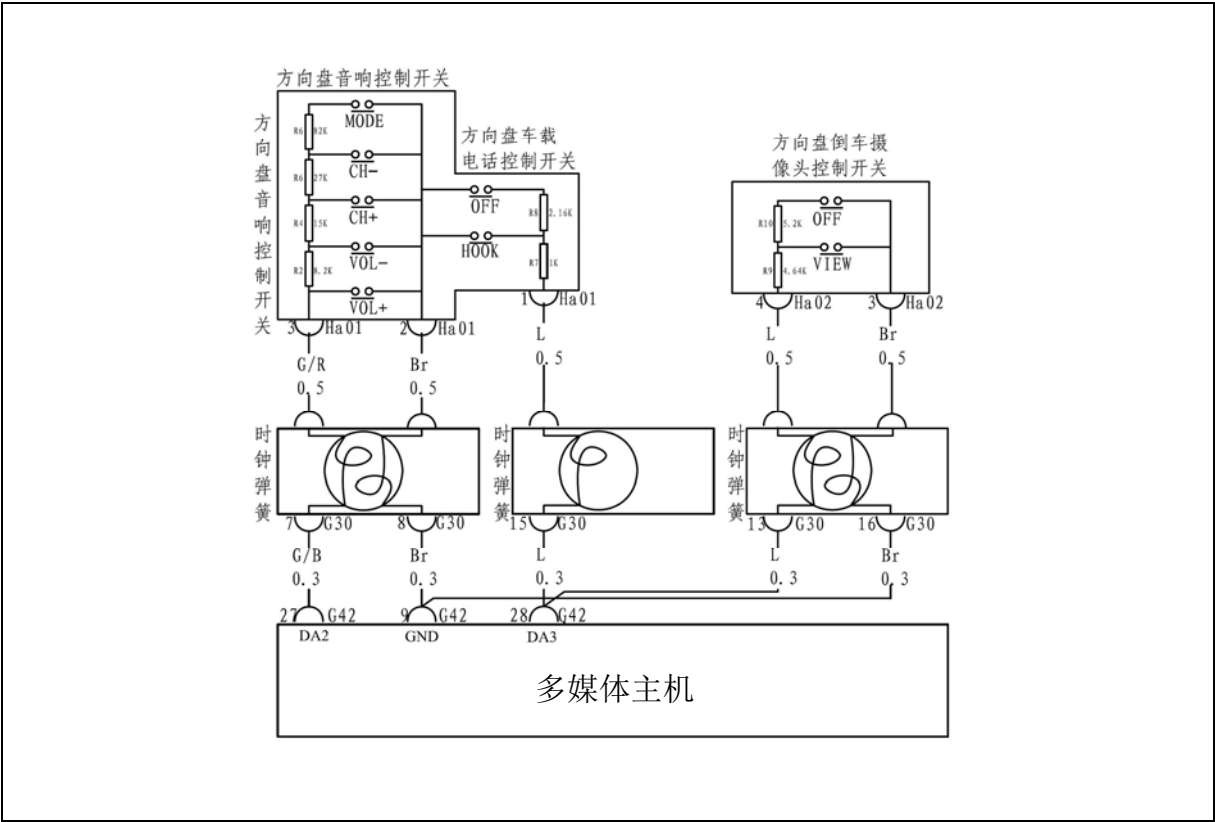 方向盘音响控制开关
方向盘音响控制开关
方向盘车载
电话控制开关
方向盘倒车摄
像头控制开关
R6 82K
MODE
R6 27K
CH-
R4 15K
CH+
R2 8.2K
VOL-
VOL+
OFF
R8 2.16K
HOOK
R7 1K
R10 5.2K
OFF
R9 4.64K
VIEW
3 Ha01
2 Ha01
1 Ha01
4 Ha02
3 Ha02
G/R
0.5
Br
0.5
L
0.5
L
0.5
Br
0.5
时钟弹簧
时钟弹簧
时钟弹簧
7 G30
8 G30
15 G30
13 G30
16 G30
G/B
0.3
Br
0.3
L
0.3
L
0.3
Br
0.3
27 G42
9 G42
28 G42
DA2
GND
DA3
多媒体主机